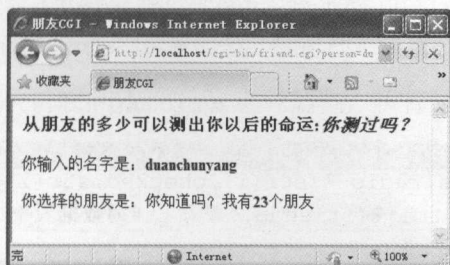 朋友CGI - Windows Internet Explorer
http://localhost/cgi-bin/friend.cgi?person=du
收藏夹 朋友CGI
从朋友的多少可以测出你以后的命运:你测过吗?
你输入的名字是：duanchunyang
你选择的朋友是：你知道吗？我有23个朋友
完 Internet 100%